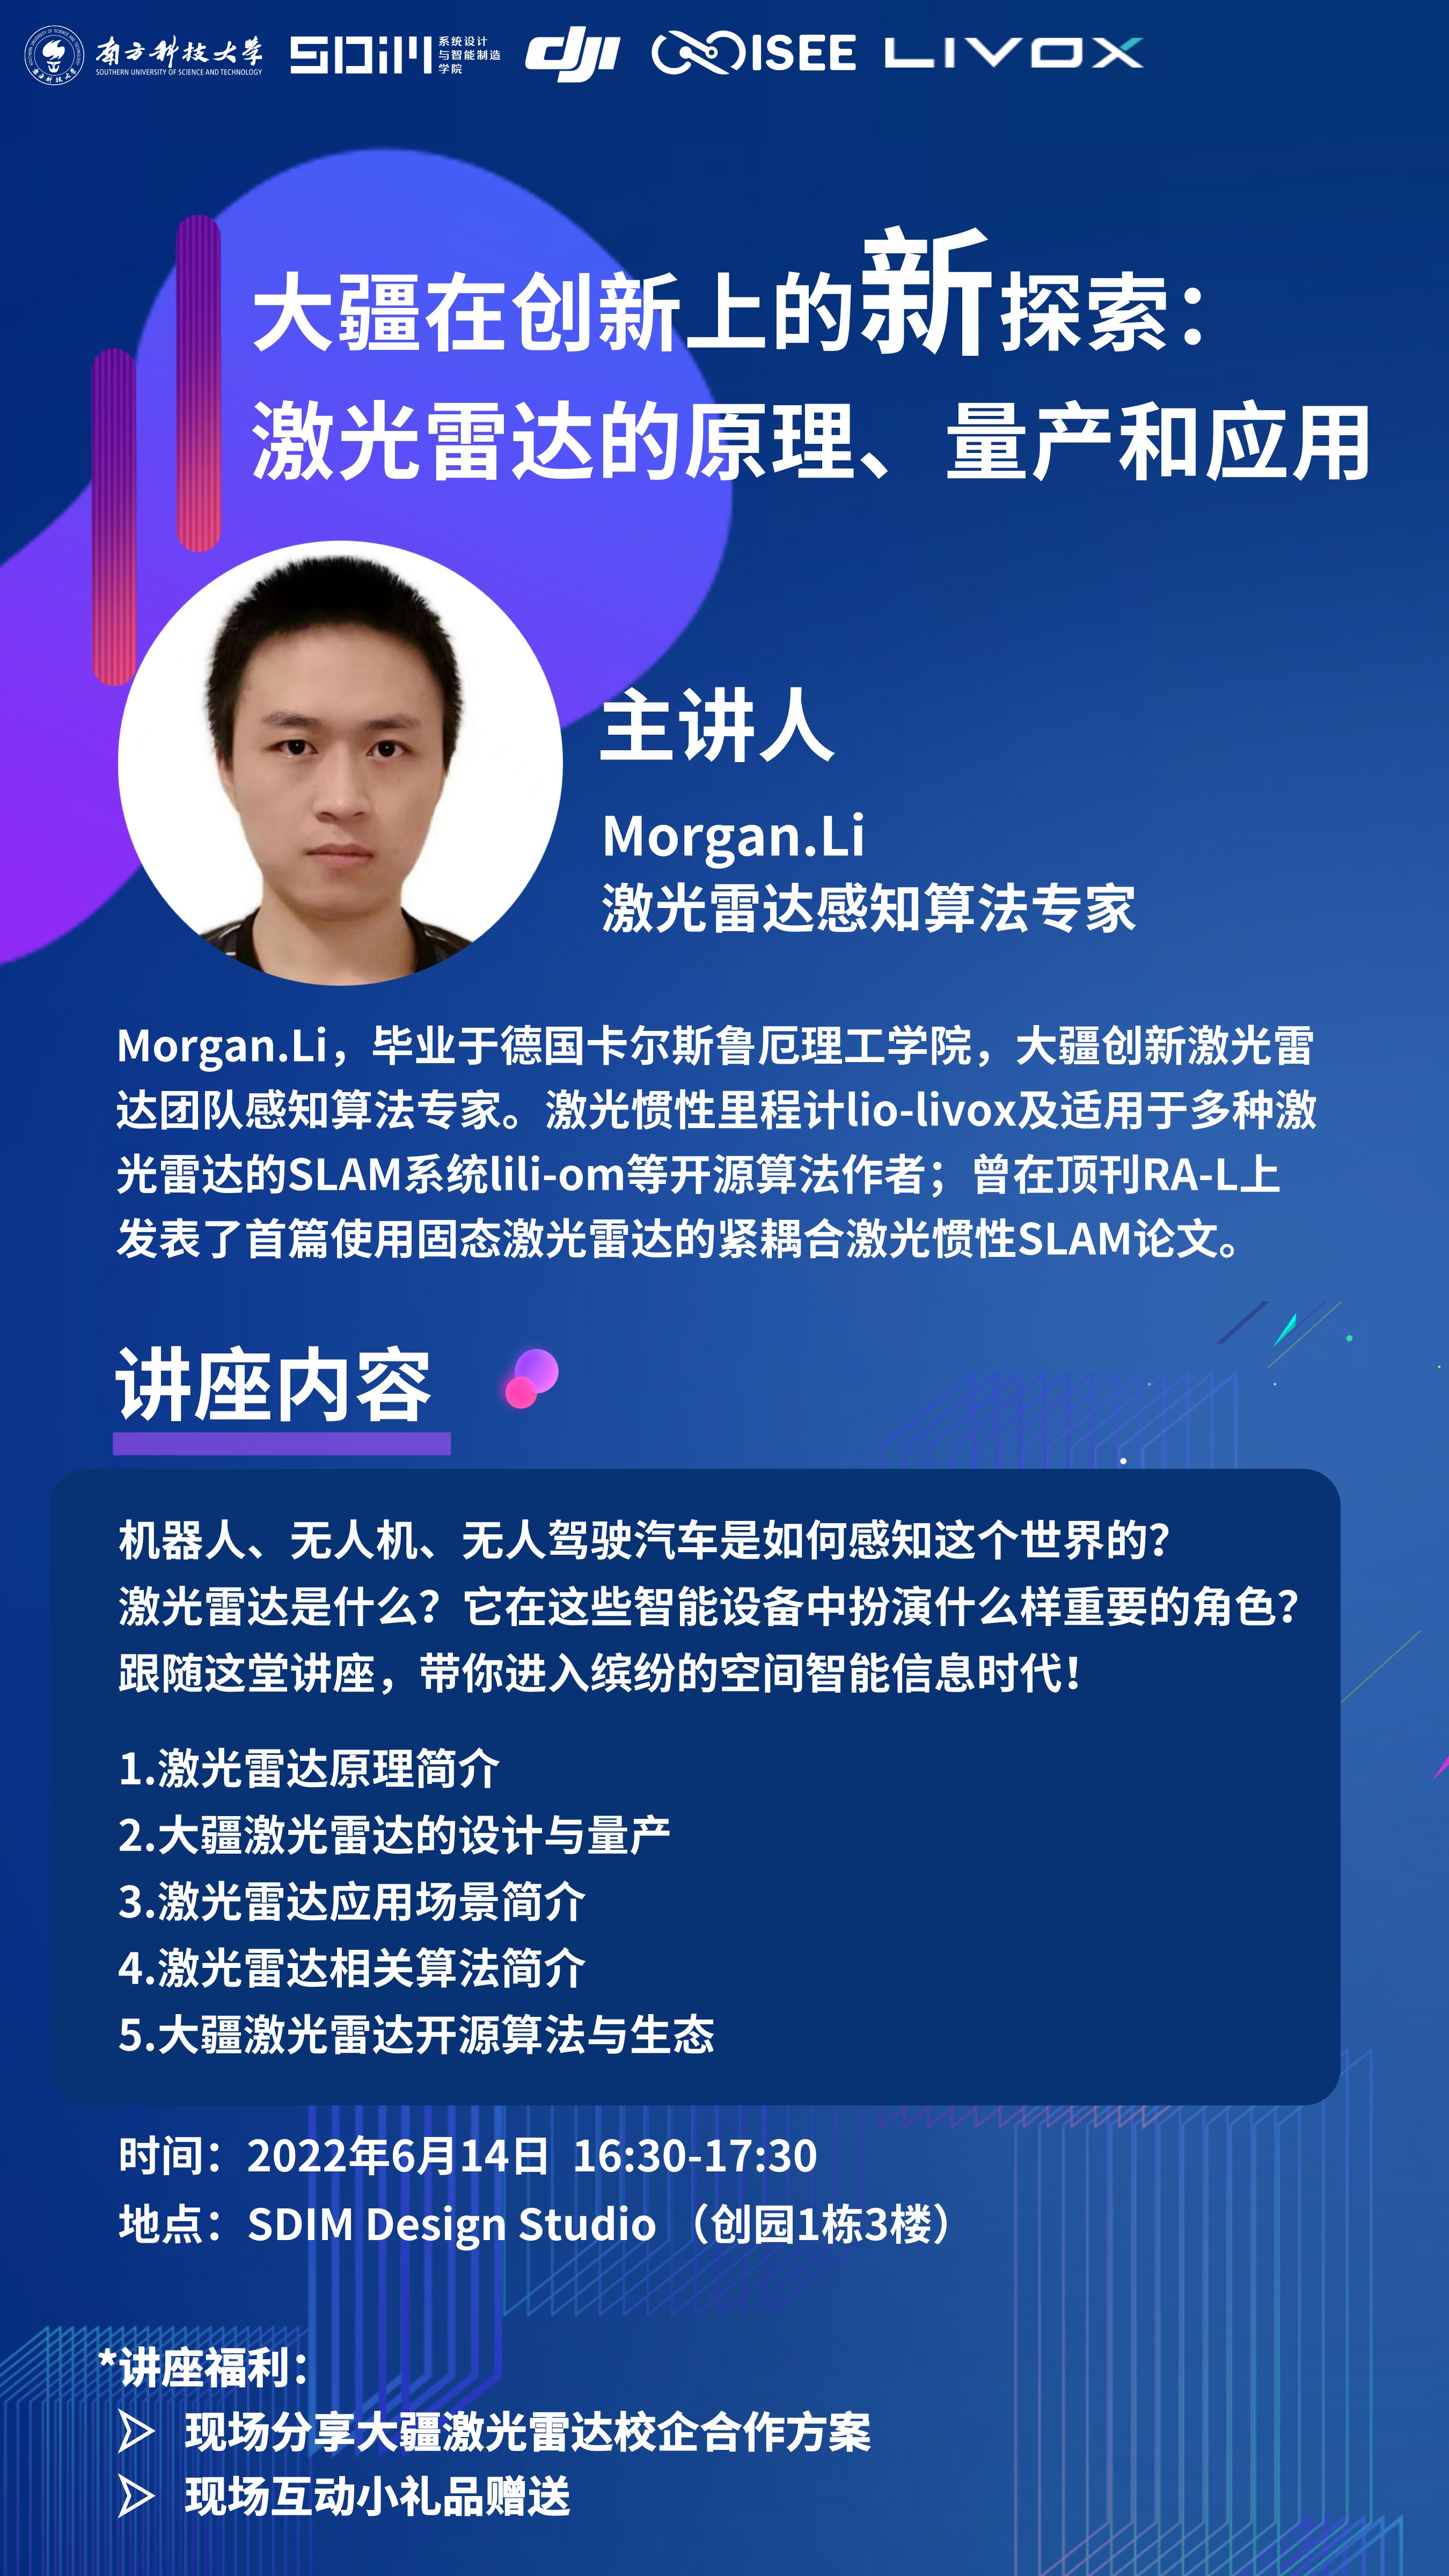 南方科技大学
SOUTHERN UNIVERSITY OF SCIENCE AND TECHNOLOGY
SDIM
系统设计
与智能制造
学院
dji
ISEE
LIVOX
大疆在创新上的新探索：
激光雷达的原理、量产和应用
主讲人
Morgan.Li
激光雷达感知算法专家
Morgan.Li，毕业于德国卡尔斯鲁厄理工学院，大疆创新激光雷
达团队感知算法专家。激光惯性里程计lio-livox及适用于多种激
光雷达的SLAM系统lili-om等开源算法作者；曾在顶刊RA-L上
发表了首篇使用固态激光雷达的紧耦合激光惯性SLAM论文。
讲座内容
机器人、无人机、无人驾驶汽车是如何感知这个世界的？
激光雷达是什么？它在这些智能设备中扮演什么样重要的角色？
跟随这堂讲座，带你进入缤纷的空间智能信息时代！
1.激光雷达原理简介
2.大疆激光雷达的设计与量产
3.激光雷达应用场景简介
4.激光雷达相关算法简介
5.大疆激光雷达开源算法与生态
时间：2022年6月14日 16:30-17:30
地点：SDIM Design Studio （创园1栋3楼）
*讲座福利：
现场分享大疆激光雷达校企合作方案
现场互动小礼品赠送